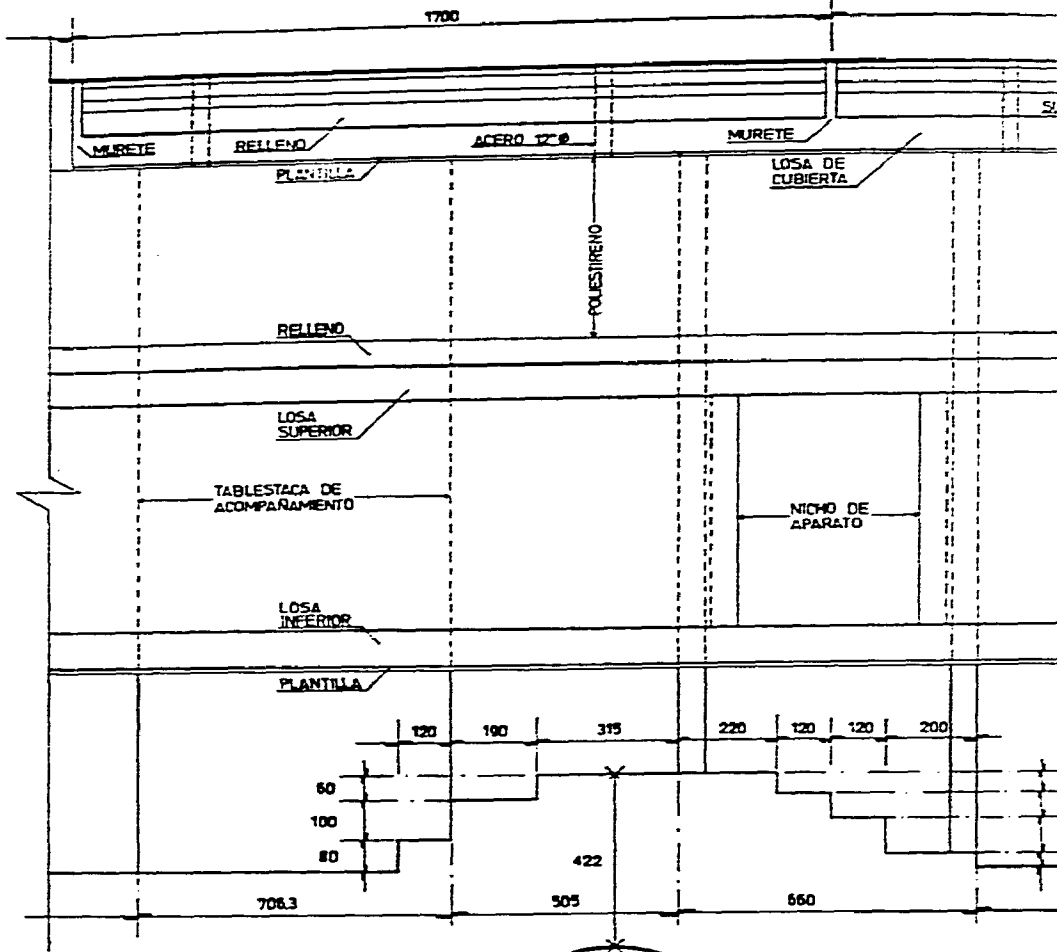 1700
MURETE
RELLENO
ACERO 12"Ø
MURETE
PLANTILLA
LOSA DE
CUBIERTA
POLIESTIRENO
RELLENO
LOSA
SUPERIOR
TABLESTACA DE
ACOMPAÑAMIENTO
NICHO DE
APARATO
LOSA
INFERIOR
PLANTILLA
120 190 315 220 120 120 200
60
100
80
422
706.3 505 660